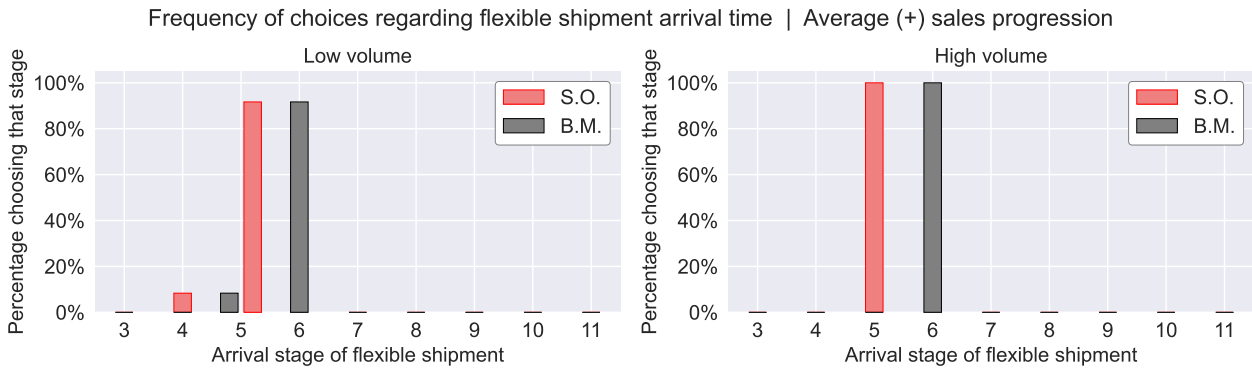 Frequency of choices regarding flexible shipment arrival time | Average (+) sales progression
Low volume
Percentage choosing that stage
100%
80%
60%
40%
20%
0%
3 4 5 6 7 8 9 10 11
Arrival stage of flexible shipment
S.O.
B.M.
High volume
Percentage choosing that stage
100%
80%
60%
40%
20%
0%
3 4 5 6 7 8 9 10 11
Arrival stage of flexible shipment
S.O.
B.M.